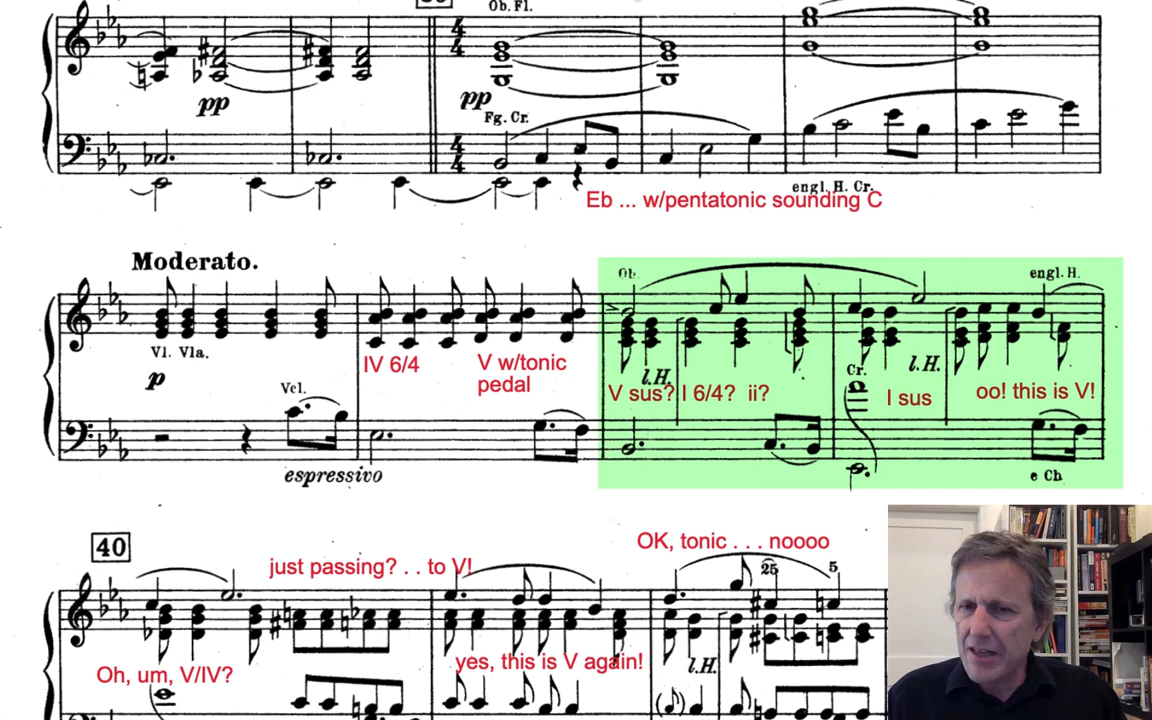 Ob. Fl.
pp
pp
Fg. Cr.
engl. H. Cr.
Eb ... w/pentatonic sounding C
Moderato.
Ob.
engl. H.
Vl. Vla.
p
Vcl.
espressivo
IV 6/4
V w/tonic
pedal
l.H.
V sus? I 6/4? ii?
Cr.
l.H.
I sus
oo! this is V!
e Ch
40
just passing? . . to V!
OK, tonic . . . noooo
25
5
Oh, um, V/IV?
yes, this is V again!
l.H.